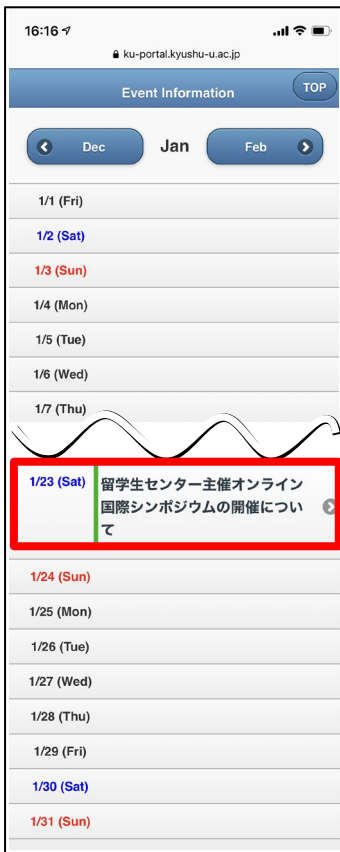 16:16
ku-portal.kyushu-u.ac.jp
Event Information
TOP
Dec
Jan
Feb
1/1 (Fri)
1/2 (Sat)
1/3 (Sun)
1/4 (Mon)
1/5 (Tue)
1/6 (Wed)
1/7 (Thu)
1/23 (Sat)
留学生センター主催オンライン
国際シンポジウムの開催につい
て
1/24 (Sun)
1/25 (Mon)
1/26 (Tue)
1/27 (Wed)
1/28 (Thu)
1/29 (Fri)
1/30 (Sat)
1/31 (Sun)